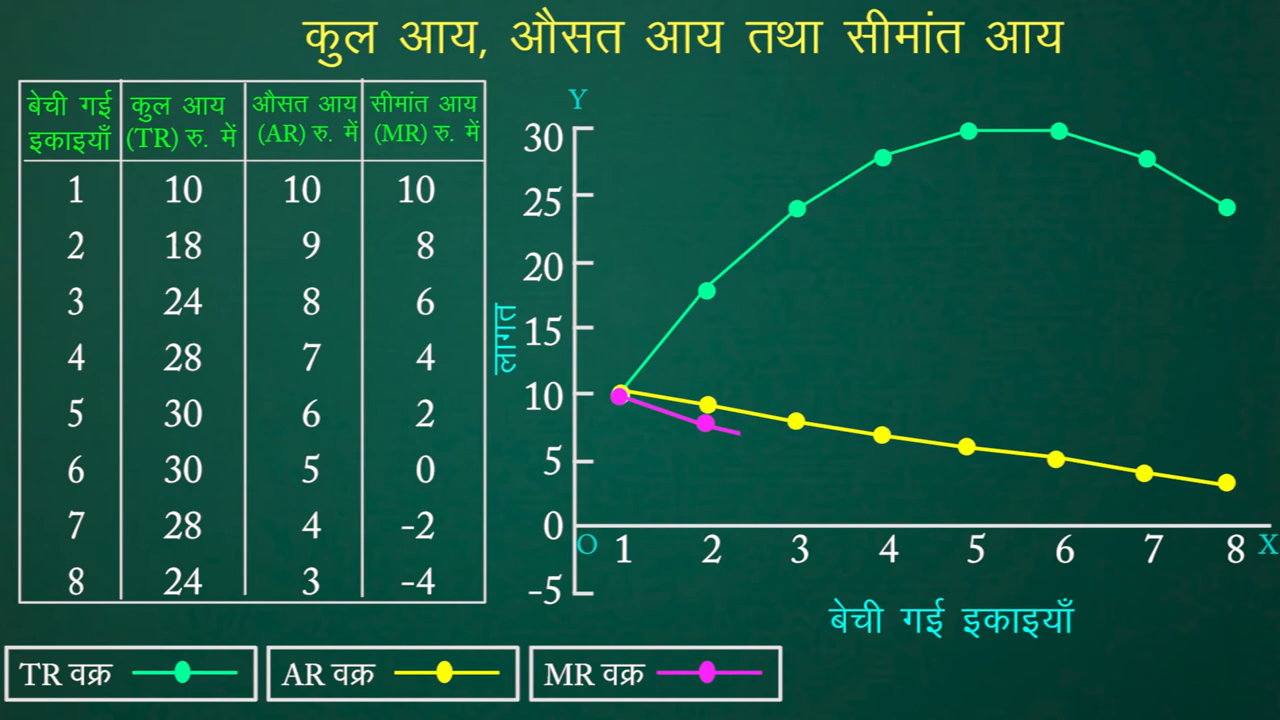 कुल आय, औसत आय तथा सीमांत आय
बेची गई इकाइयाँ कुल आय (TR) रु. में औसत आय (AR) रु. में सीमांत आय (MR) रु. में
1 10 10 10
2 18 9 8
3 24 8 6
4 28 7 4
5 30 6 2
6 30 5 0
7 28 4 -2
8 24 3 -4
Y
30
25
20
15
10
5
0
-5
लागत
O 1 2 3 4 5 6 7 8 X
बेची गई इकाइयाँ
TR वक्र AR वक्र MR वक्र